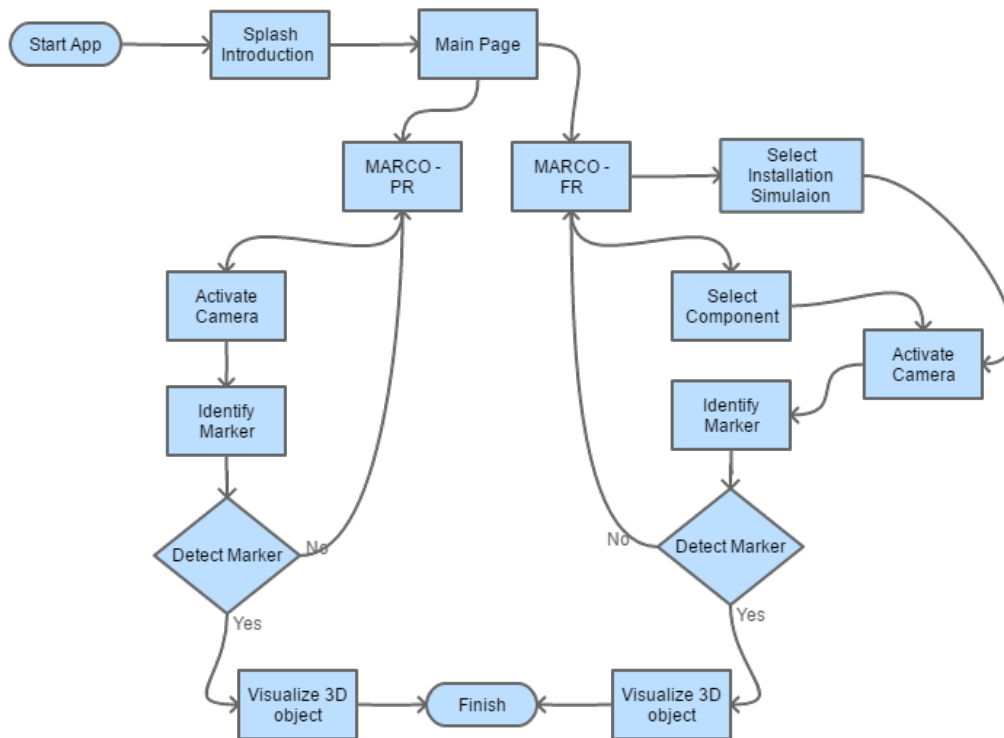 Start App
Splash
Introduction
Main Page
MARCO -
PR
MARCO -
FR
Select
Installation
Simulaion
Activate
Camera
Select
Component
Activate
Camera
Identify
Marker
Identify
Marker
Detect Marker
No
No
Detect Marker
Yes
Yes
Visualize 3D
object
Finish
Visualize 3D
object